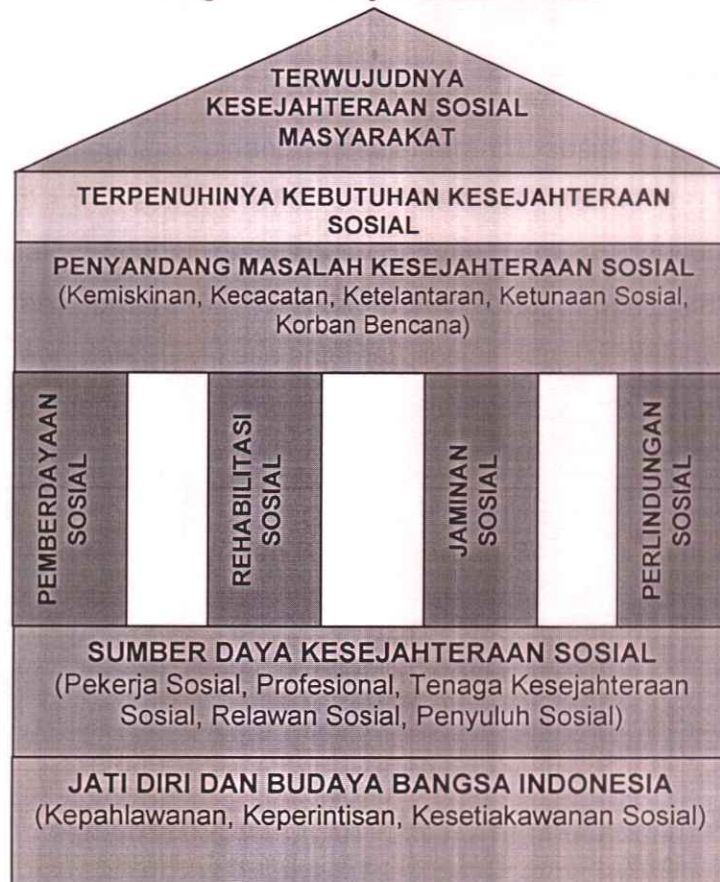 TERWUJUDNYA
KESEJAHTERAAN SOSIAL
MASYARAKAT
TERPENUHINYA KEBUTUHAN KESEJAHTERAAN
SOSIAL
PENYANDANG MASALAH KESEJAHTERAAN SOSIAL
(Kemiskinan, Kecacatan, Ketelantaran, Ketunaan Sosial,
Korban Bencana)
PEMBERDAYAAN
SOSIAL
REHABILITASI
SOSIAL
JAMINAN
SOSIAL
PERLINDUNGAN
SOSIAL
SUMBER DAYA KESEJAHTERAAN SOSIAL
(Pekerja Sosial, Profesional, Tenaga Kesejahteraan
Sosial, Relawan Sosial, Penyuluh Sosial)
JATI DIRI DAN BUDAYA BANGSA INDONESIA
(Kepahlawanan, Keperintisan, Kesetiakawanan Sosial)